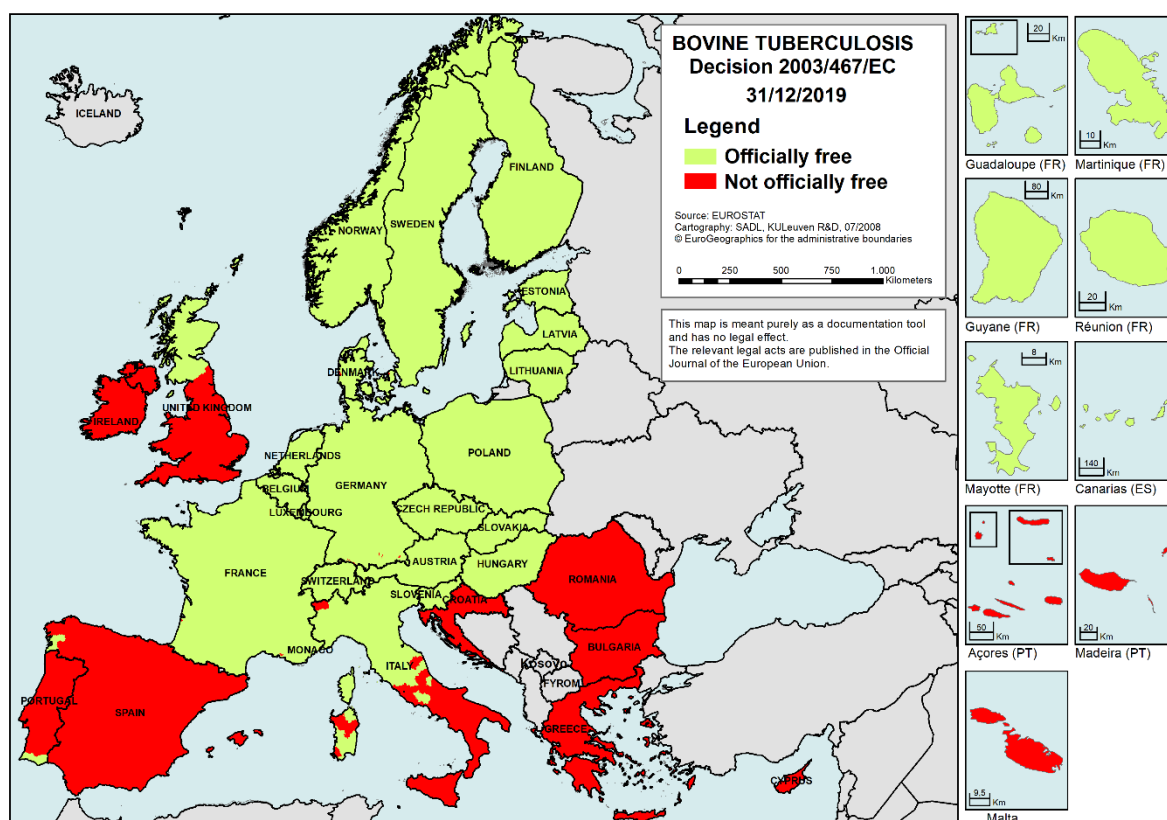 BOVINE TUBERCULOSIS
Decision 2003/467/EC
31/12/2019
Legend
Officially free
Not officially free
Source: EUROSTAT
Cartography: SADL, KULeuven R&D, 07/2008
© EuroGeographics for the administrative boundaries
0 250 500 750 1.000
Kilometers
This map is meant purely as a documentation tool
and has no legal effect.
The relevant legal acts are published in the Official
Journal of the European Union.
ICELAND
FINLAND
NORWAY
SWEDEN
ESTONIA
LATVIA
LITHUANIA
DENMARK
UNITED KINGDOM
IRELAND
NETHERLANDS
POLAND
BELGIUM
GERMANY
LUXEMBOURG
CZECH REPUBLIC
SLOVAKIA
AUSTRIA
HUNGARY
FRANCE
SWITZERLAND
SLOVENIA
ROMANIA
CROATIA
MONACO
BULGARIA
ITALY
Kosovo
FYROM
PORTUGAL
SPAIN
GREECE
CYPRUS
20
Km
Guadaloupe (FR)
10
Km
Martinique (FR)
80
Km
Guyane (FR)
20
Km
Réunion (FR)
8
Km
Mayotte (FR)
140
Km
Canarias (ES)
50
Km
Açores (PT)
20
Km
Madeira (PT)
9,5
Km
Malta